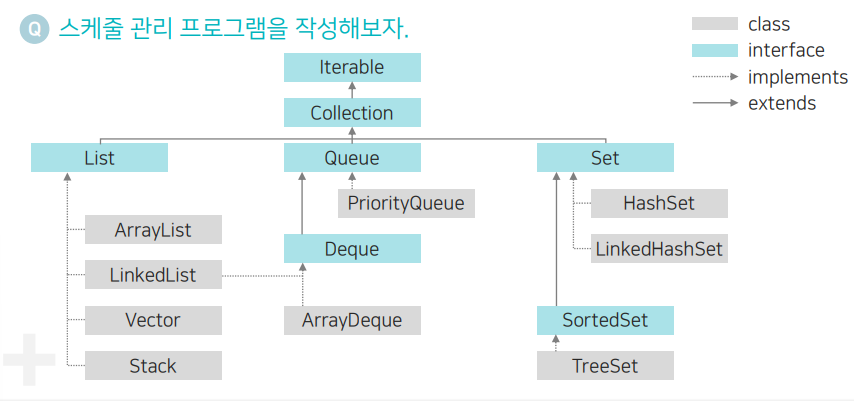 Q 스케줄 관리 프로그램을 작성해보자.
class
interface
implements
extends
Iterable
Collection
List
Queue
Set
PriorityQueue
HashSet
ArrayList
Deque
LinkedHashSet
LinkedList
Vector
ArrayDeque
SortedSet
Stack
TreeSet